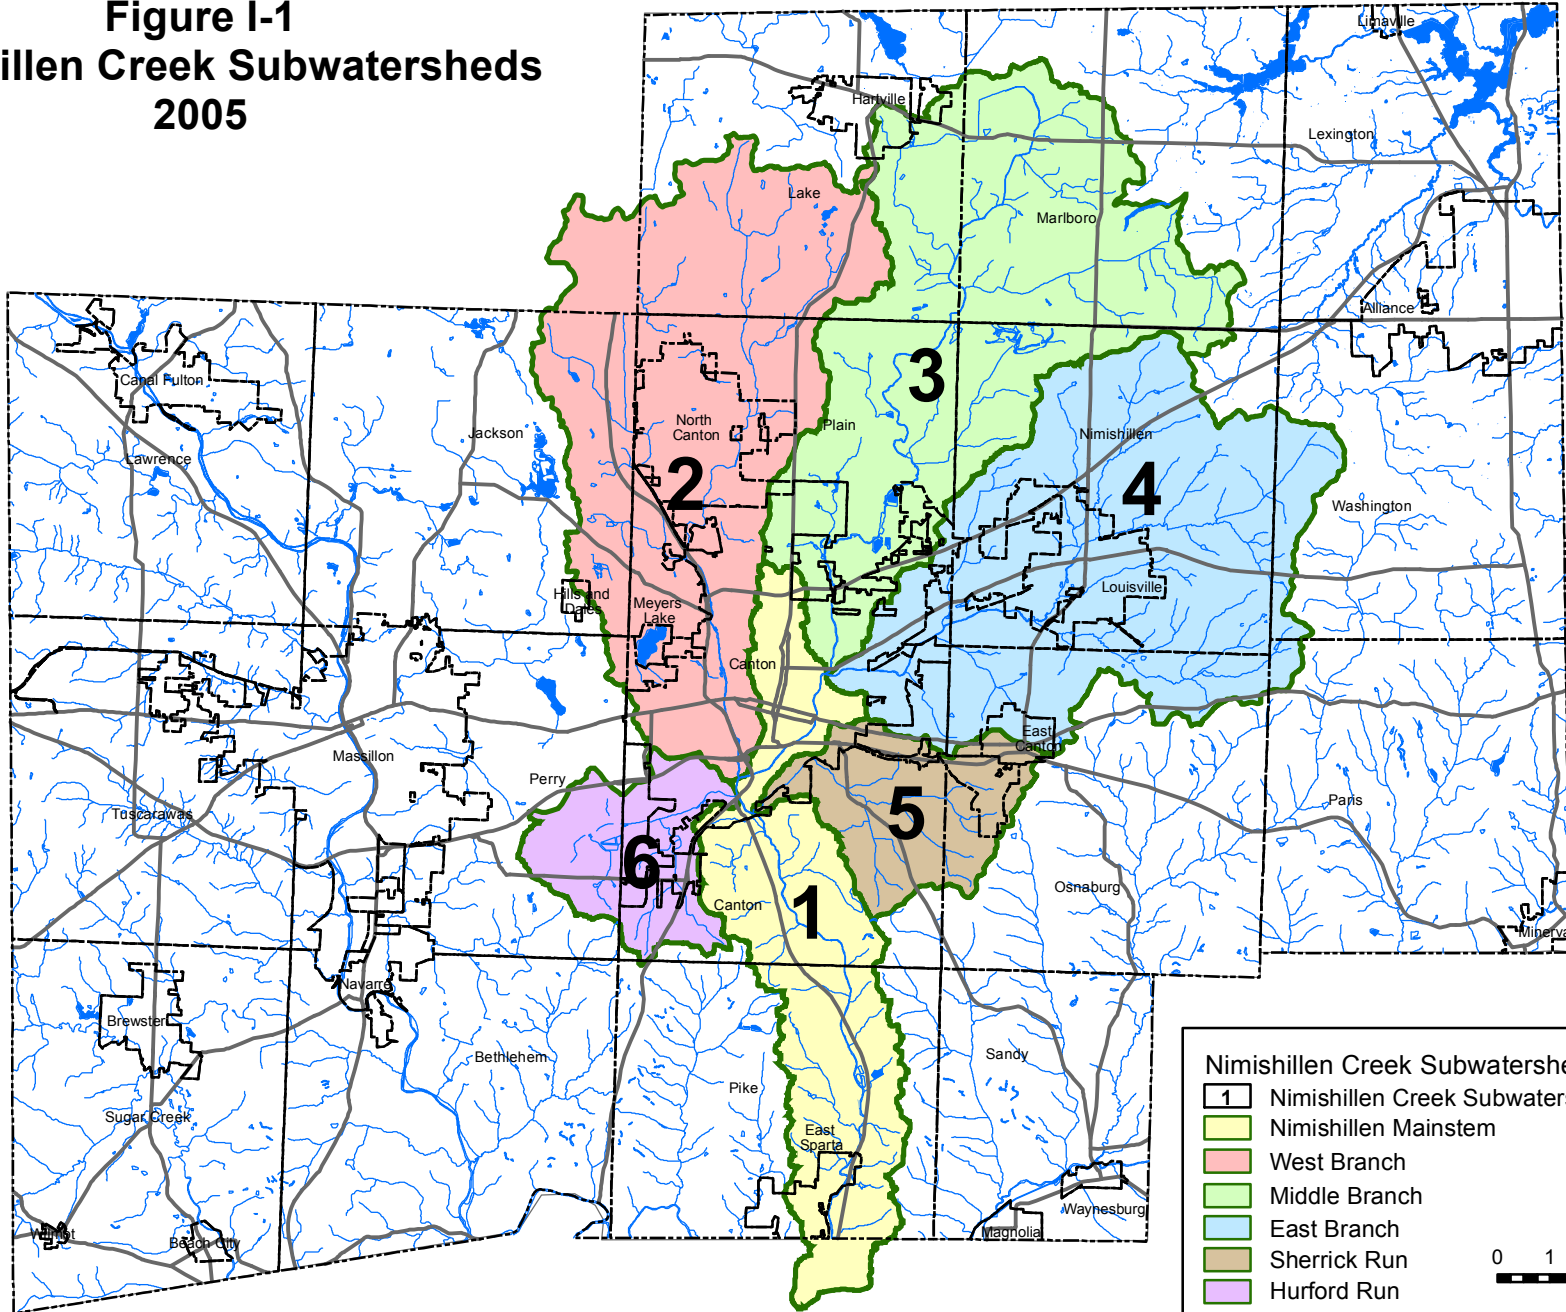 Figure I-1
illen Creek Subwatersheds
2005
Limaville
Hartville
Lexington
Lake
Marlboro
Alliance
Canal Fulton
3
Jackson
North
Canton
Plain
Nimishillen
Lawrence
2
4
Washington
Hills and
Dales
Meyers
Lake
Louisville
Canton
East
Canton
Massillon
Perry
Tuscarawas
5
Paris
6
Canton
1
Osnaburg
Minerva
Navarre
Brewster
Bethlehem
Sandy
Pike
Sugar Creek
East
Sparta
Waynesburg
Wilmot
Beach City
Magnolia
Nimishillen Creek Subwatershe
1 Nimishillen Creek Subwaters
Nimishillen Mainstem
West Branch
Middle Branch
East Branch
Sherrick Run
Hurford Run
0 1